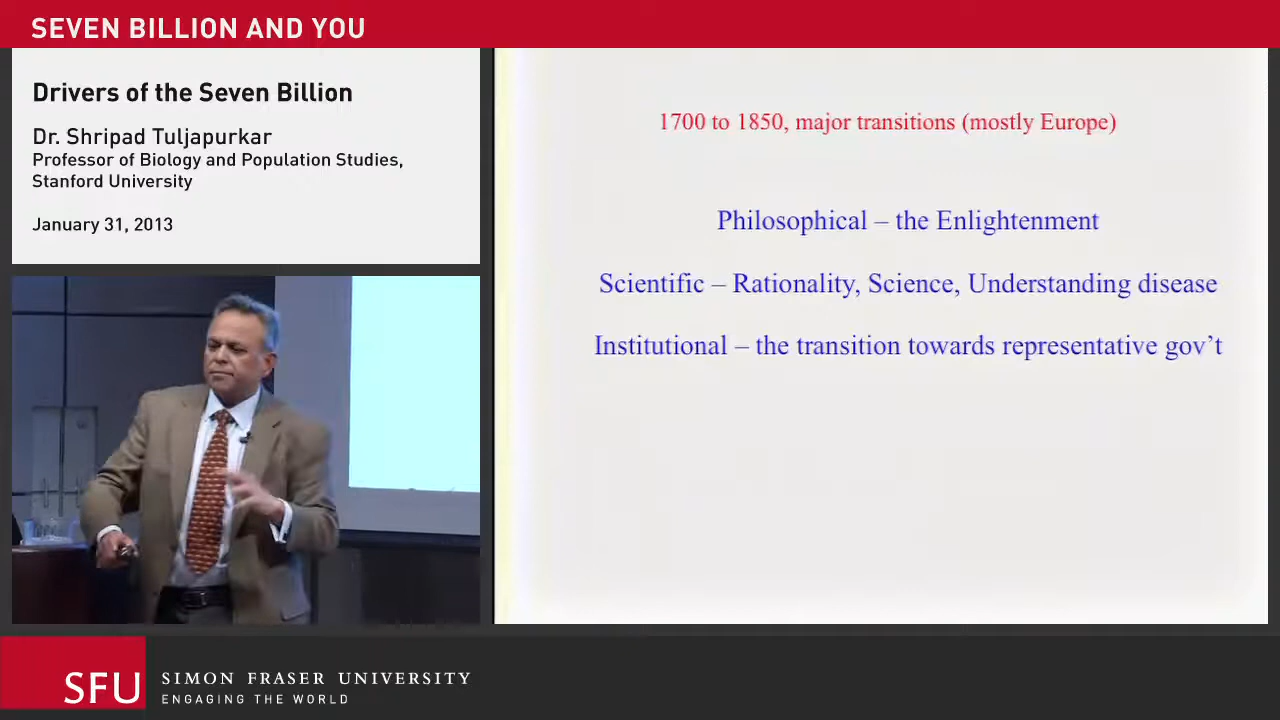 SEVEN BILLION AND YOU
Drivers of the Seven Billion
Dr. Shripad Tuljapurkar
Professor of Biology and Population Studies,
Stanford University
January 31, 2013
1700 to 1850, major transitions (mostly Europe)
Philosophical – the Enlightenment
Scientific – Rationality, Science, Understanding disease
Institutional – the transition towards representative gov’t
SFU
SIMON FRASER UNIVERSITY
ENGAGING THE WORLD